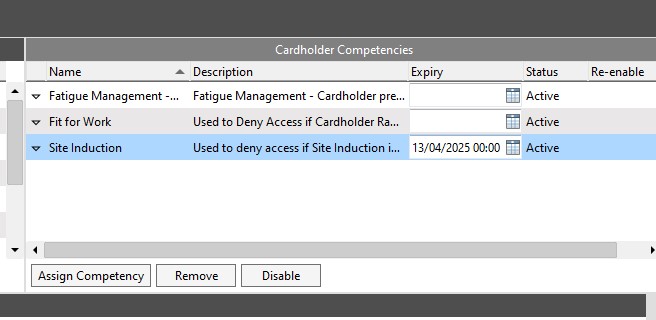 Cardholder Competencies
Name Description Expiry Status Re-enable
Fatigue Management -... Fatigue Management - Cardholder pre... Active
Fit for Work Used to Deny Access if Cardholder Ra... Active
Site Induction Used to deny access if Site Induction i... 13/04/2025 00:00 Active
Assign Competency Remove Disable